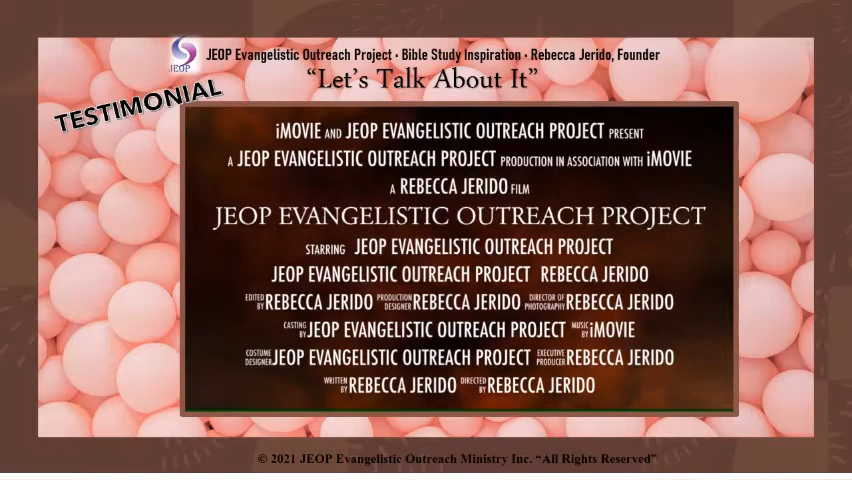 JEOP
JEOP Evangelistic Outreach Project · Bible Study Inspiration · Rebecca Jerido, Founder
“Let’s Talk About It”
TESTIMONIAL
iMOVIE AND JEOP EVANGELISTIC OUTREACH PROJECT PRESENT
A JEOP EVANGELISTIC OUTREACH PROJECT PRODUCTION IN ASSOCIATION WITH iMOVIE
A REBECCA JERIDO FILM
JEOP EVANGELISTIC OUTREACH PROJECT
STARRING JEOP EVANGELISTIC OUTREACH PROJECT
JEOP EVANGELISTIC OUTREACH PROJECT REBECCA JERIDO
EDITED BY REBECCA JERIDO PRODUCTION DESIGNER REBECCA JERIDO DIRECTOR OF PHOTOGRAPHY REBECCA JERIDO
CASTING BY JEOP EVANGELISTIC OUTREACH PROJECT MUSIC BY iMOVIE
COSTUME DESIGNER JEOP EVANGELISTIC OUTREACH PROJECT EXECUTIVE PRODUCER REBECCA JERIDO
WRITTEN BY REBECCA JERIDO DIRECTED BY REBECCA JERIDO
© 2021 JEOP Evangelistic Outreach Ministry Inc. “All Rights Reserved”